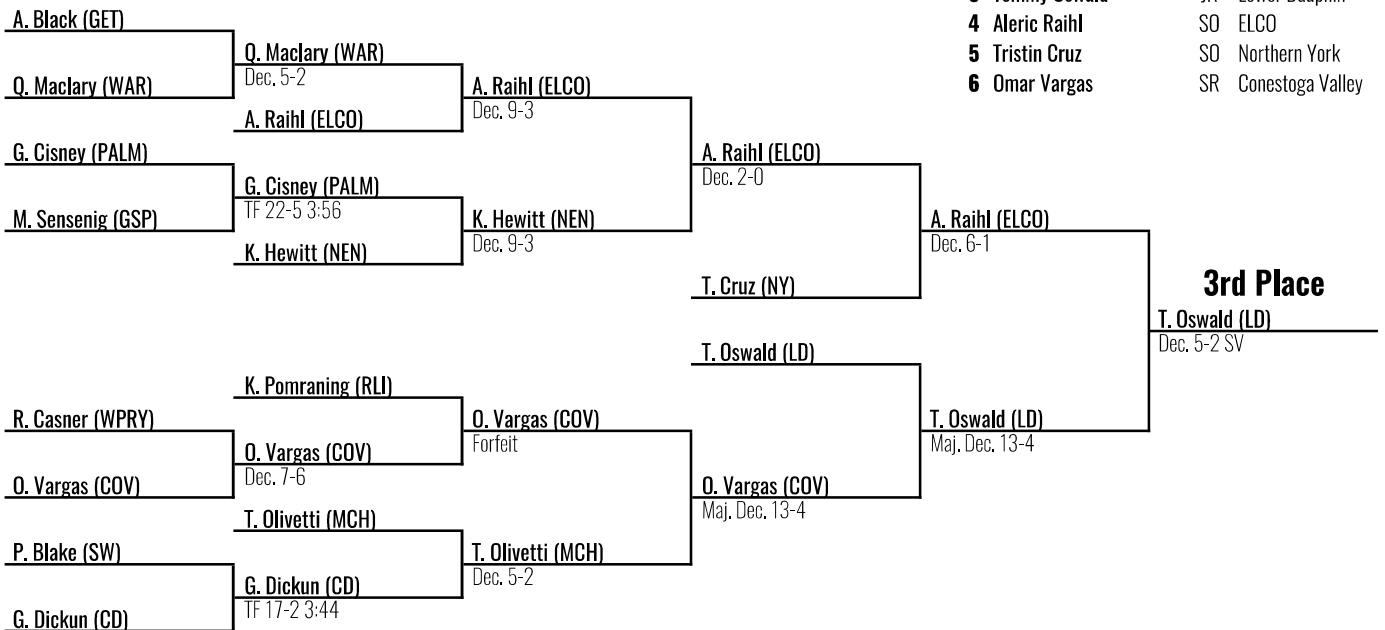 3 Tommy Oswald JR Lower Dauphin
4 Aleric Raihl SO ELCO
5 Tristin Cruz SO Northern York
6 Omar Vargas SR Conestoga Valley
A. Black (GET)
Q. Maclary (WAR)
Dec. 5-2
Q. Maclary (WAR)
A. Raihl (ELCO)
Dec. 9-3
A. Raihl (ELCO)
G. Cisney (PALM)
A. Raihl (ELCO)
Dec. 2-0
G. Cisney (PALM)
TF 22-5 3:56
M. Sensenig (GSP)
K. Hewitt (NEN)
Dec. 9-3
A. Raihl (ELCO)
Dec. 6-1
K. Hewitt (NEN)
T. Cruz (NY)
3rd Place
T. Oswald (LD)
Dec. 5-2 SV
T. Oswald (LD)
K. Pomraning (RLI)
R. Casner (WPRY)
O. Vargas (COV)
Forfeit
T. Oswald (LD)
Maj. Dec. 13-4
O. Vargas (COV)
Dec. 7-6
O. Vargas (COV)
O. Vargas (COV)
Maj. Dec. 13-4
T. Olivetti (MCH)
P. Blake (SW)
T. Olivetti (MCH)
Dec. 5-2
G. Dickun (CD)
TF 17-2 3:44
G. Dickun (CD)